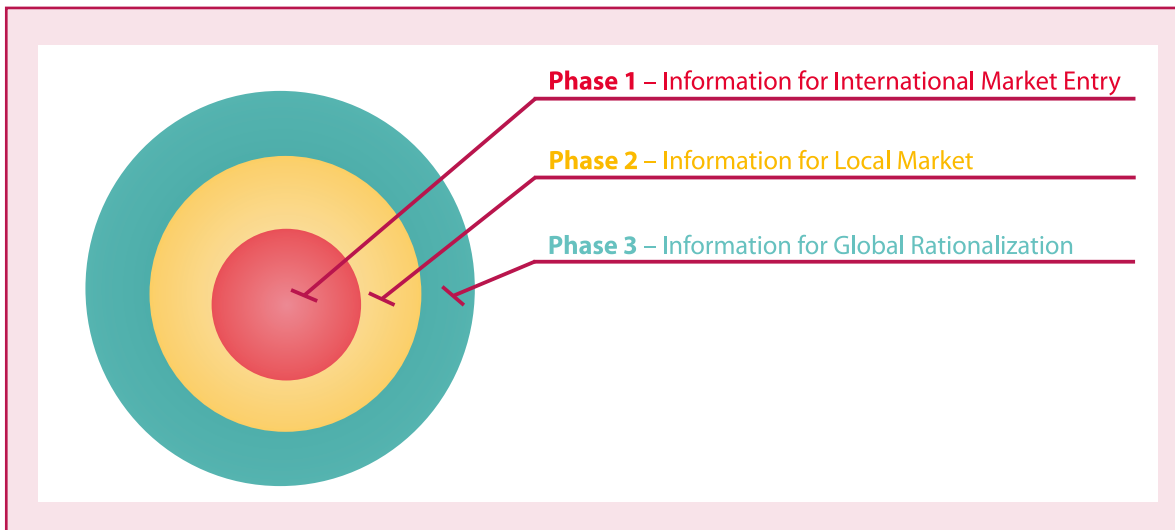 Phase 1 – Information for International Market Entry
Phase 2 – Information for Local Market
Phase 3 – Information for Global Rationalization